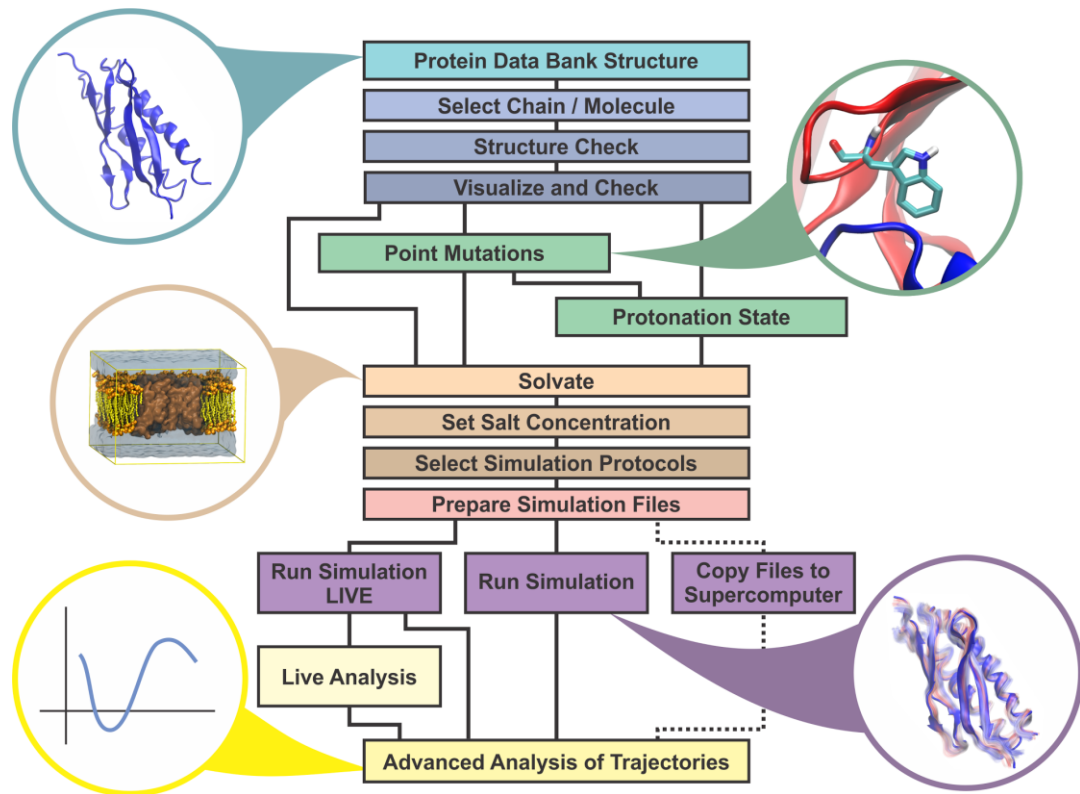 Protein Data Bank Structure
Select Chain / Molecule
Structure Check
Visualize and Check
Point Mutations
Protonation State
Solvate
Set Salt Concentration
Select Simulation Protocols
Prepare Simulation Files
Run Simulation
LIVE
Run Simulation
Copy Files to
Supercomputer
Live Analysis
Advanced Analysis of Trajectories